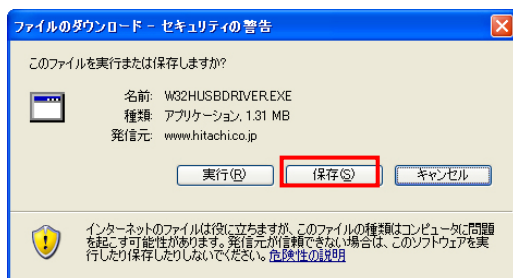 ファイルのダウンロード - セキュリティの警告
このファイルを実行または保存しますか?
名前: W32HUSBDRIVER.EXE
種類: アプリケーション, 1.31 MB
発信元: www.hitachi.co.jp
実行(R) 保存(S) キャンセル
インターネットのファイルは役に立ちますが、このファイルの種類はコンピュータに問題
を起こす可能性があります。発信元が信頼できない場合は、このソフトウェアを実
行したり保存したりしないでください。危険性の説明